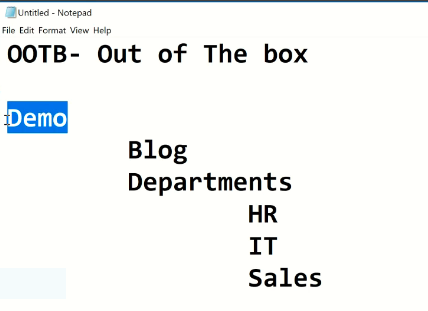 Untitled - Notepad
File Edit Format View Help
OOTB- Out of The box
Demo
Blog
Departments
HR
IT
Sales